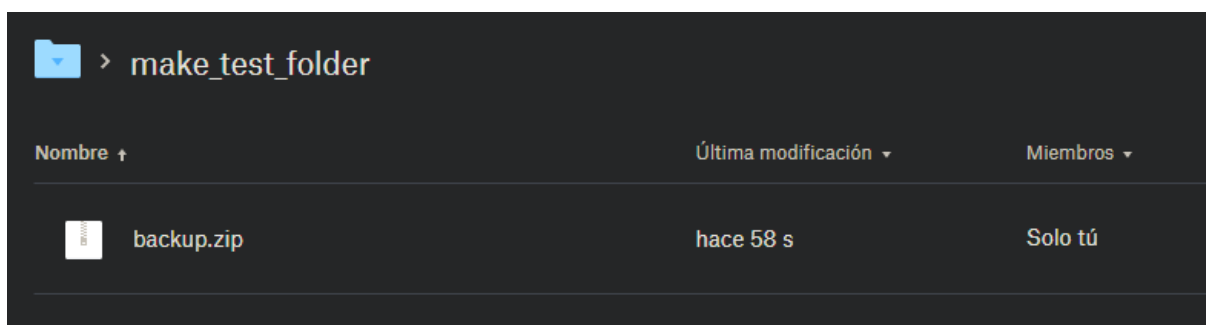 make_test_folder
Nombre Última modificación Miembros
backup.zip hace 58 s Solo tú